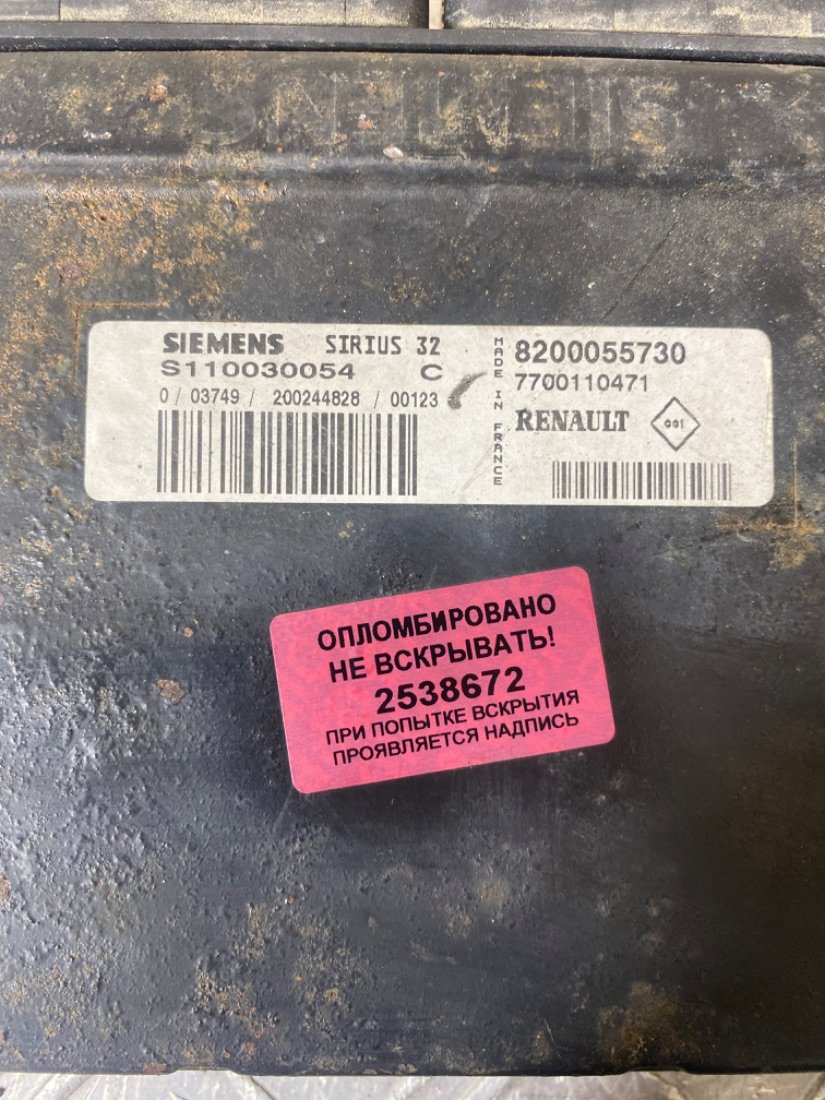 SIEMENS
SIEMENS SIRIUS 32
S110030054 C
0 / 03749 / 200244828 / 00123
MADE IN FRANCE
8200055730
7700110471
RENAULT 001
ОПЛОМБИРОВАНО
НЕ ВСКРЫВАТЬ!
2538672
ПРИ ПОПЫТКЕ ВСКРЫТИЯ
ПРОЯВЛЯЕТСЯ НАДПИСЬ